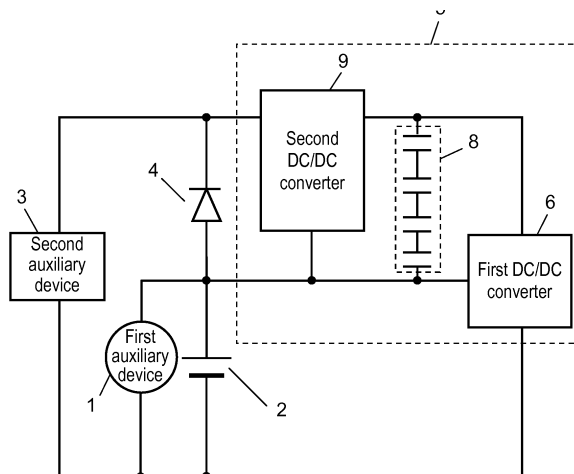 9
Second
DC/DC
converter
8
4
3
6
Second
auxiliary
device
First DC/DC
converter
First
auxiliary
device
1
2